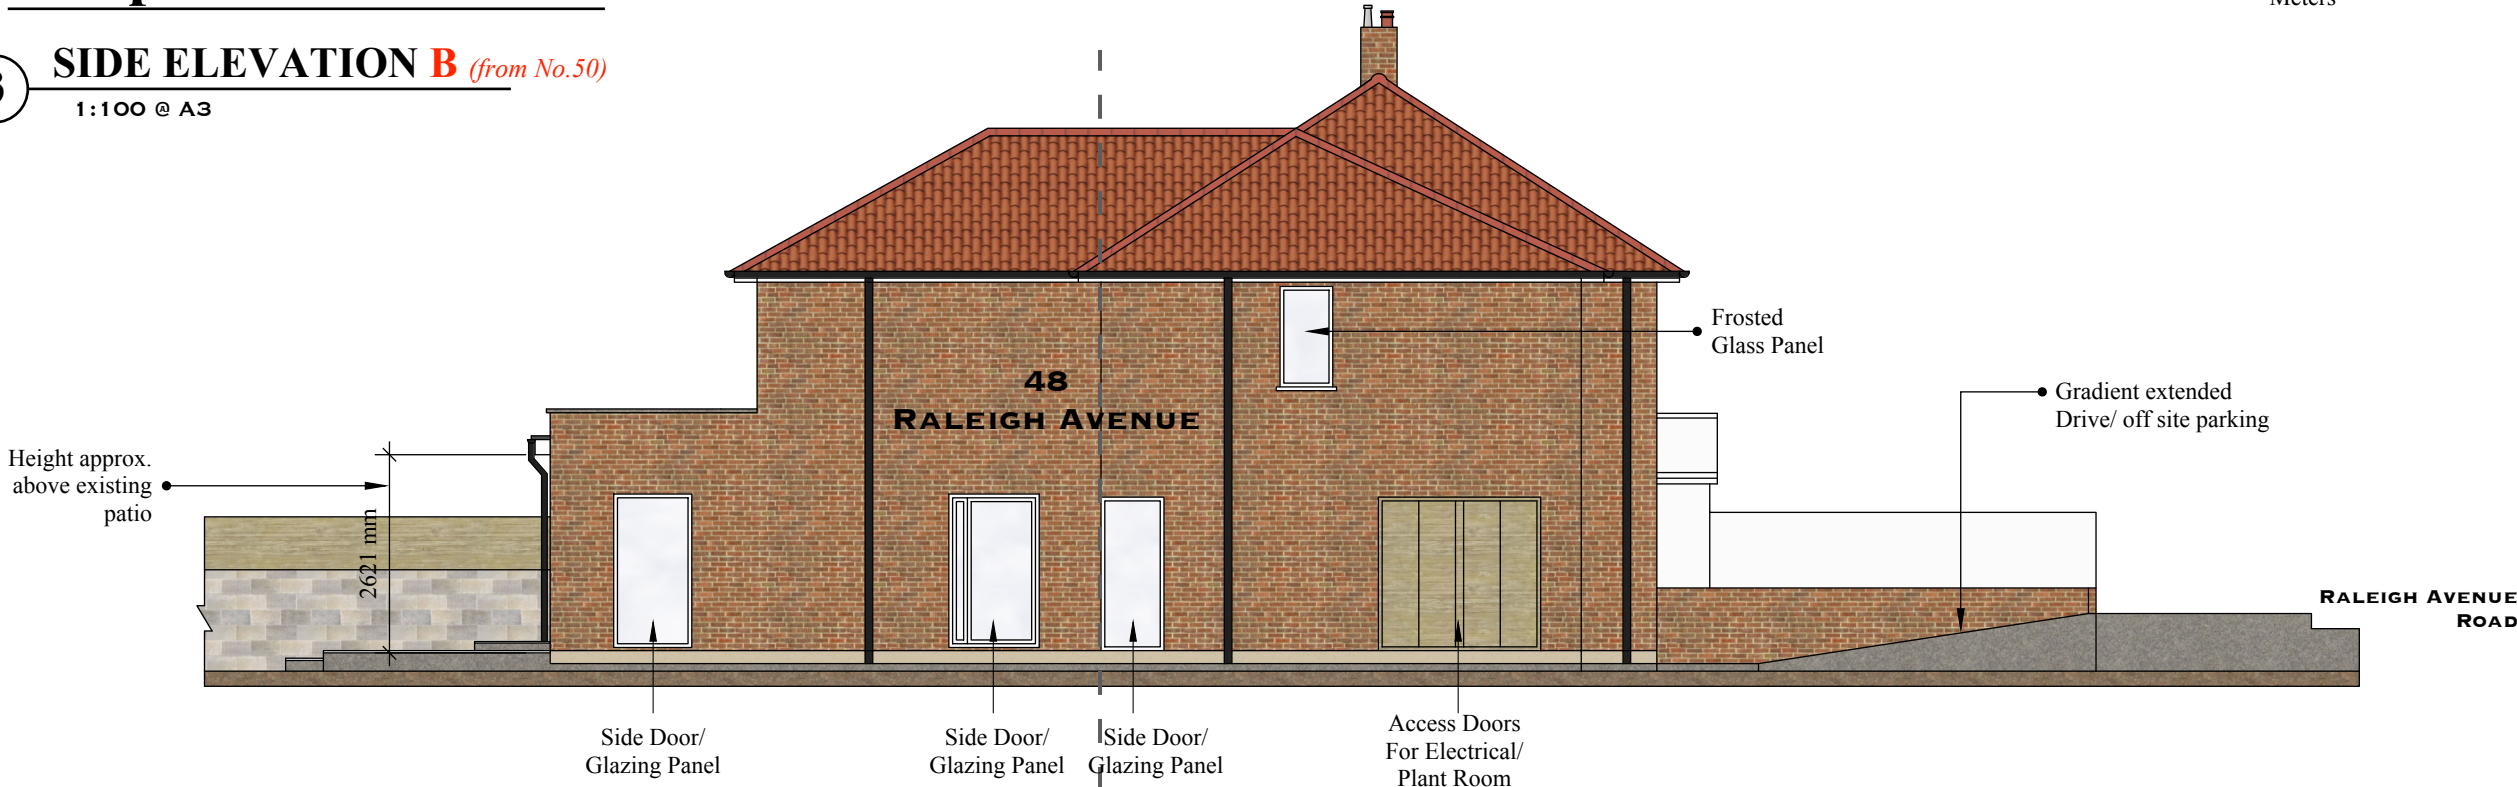 Meters
SIDE ELEVATION B (from No.50)
1:100 @ A3
48
Raleigh Avenue
Frosted
Glass Panel
Gradient extended
Drive/ off site parking
Height approx.
above existing
patio
2621 mm
Raleigh Avenue
Road
Side Door/
Glazing Panel
Side Door/
Glazing Panel
Side Door/
Glazing Panel
Access Doors
For Electrical/
Plant Room